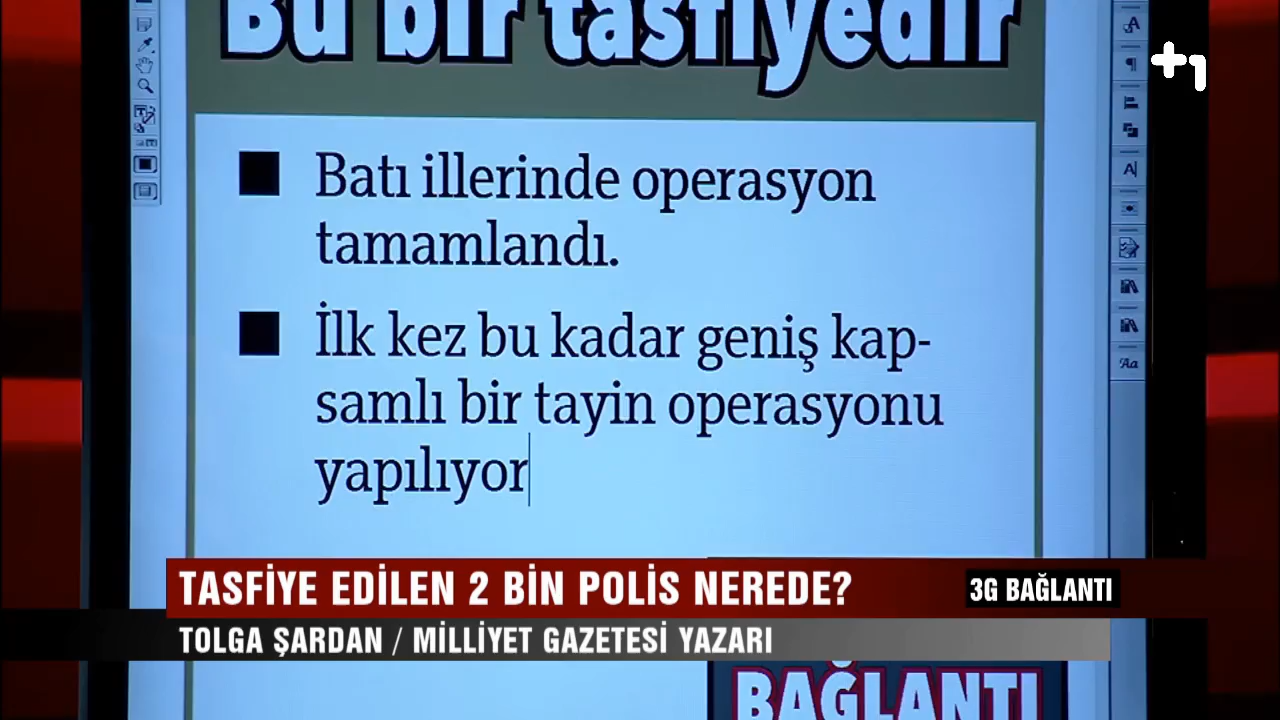 Bu bir tasfiyedir
+1
■ Batı illerinde operasyon
tamamlandı.
■ İlk kez bu kadar geniş kap-
samlı bir tayin operasyonu
yapılıyor
TASFİYE EDİLEN 2 BİN POLİS NEREDE?
3G BAĞLANTI
TOLGA ŞARDAN / MİLLİYET GAZETESİ YAZARI
BAĞLANTI